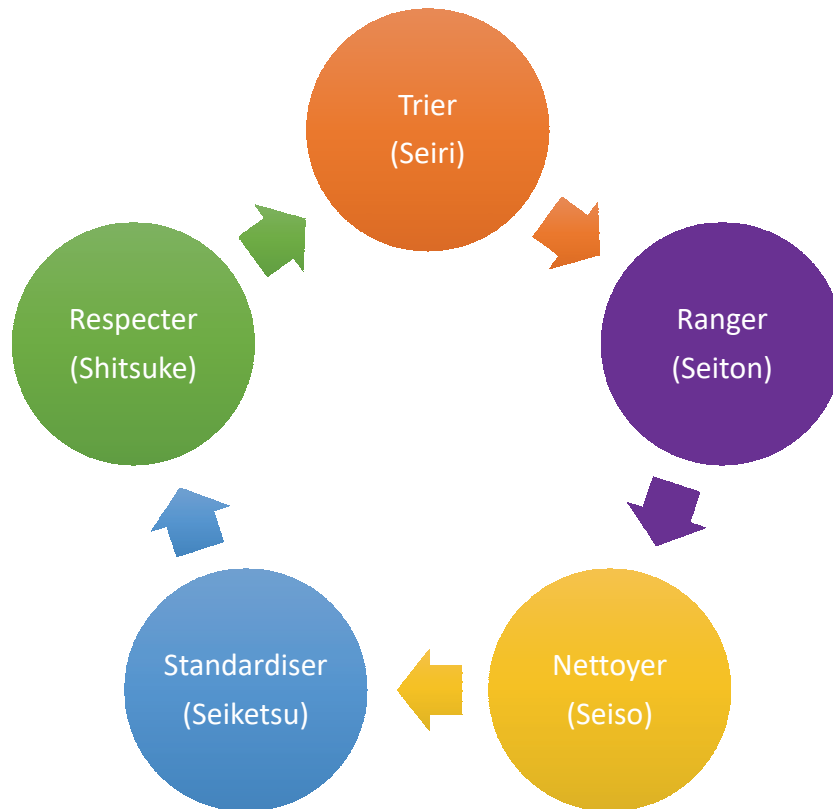 Trier
(Seiri)
Ranger
(Seiton)
Nettoyer
(Seiso)
Standardiser
(Seiketsu)
Respecter
(Shitsuke)